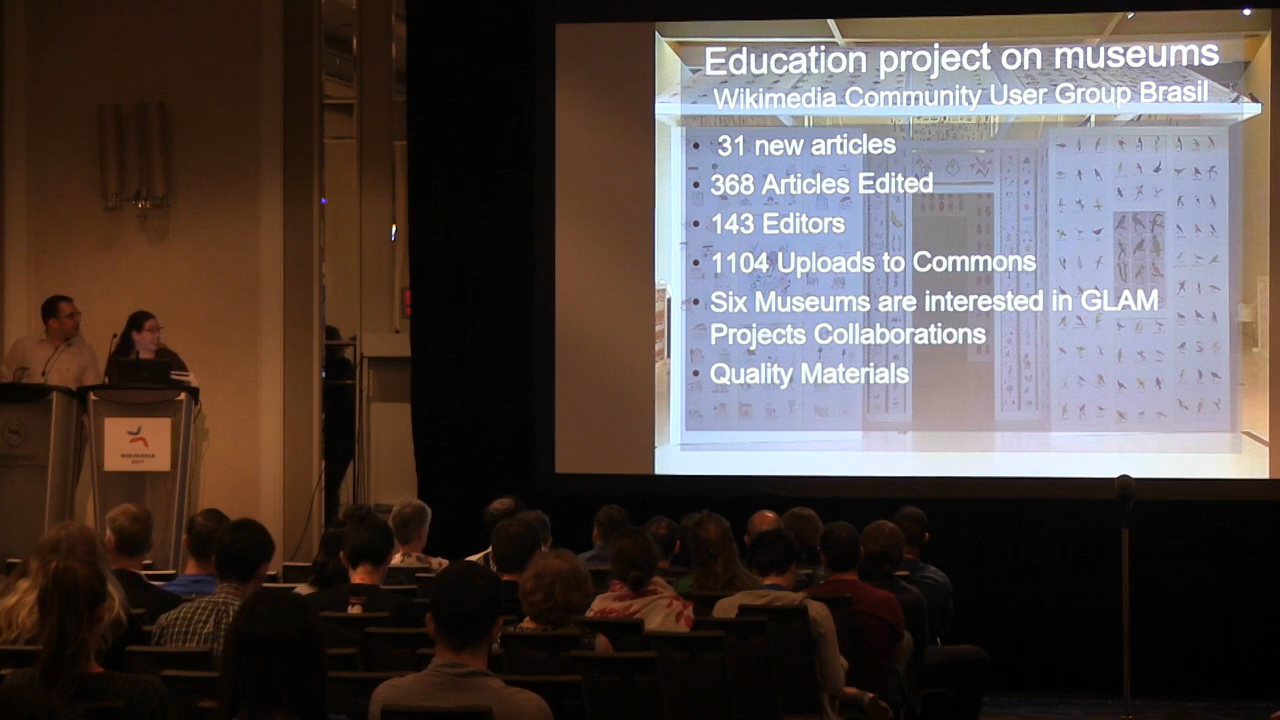 Education project on museums
Wikimedia Community User Group Brasil
31 new articles
368 Articles Edited
143 Editors
1104 Uploads to Commons
Six Museums are interested in GLAM
Projects Collaborations
Quality Materials
WIKIMANIA
2017